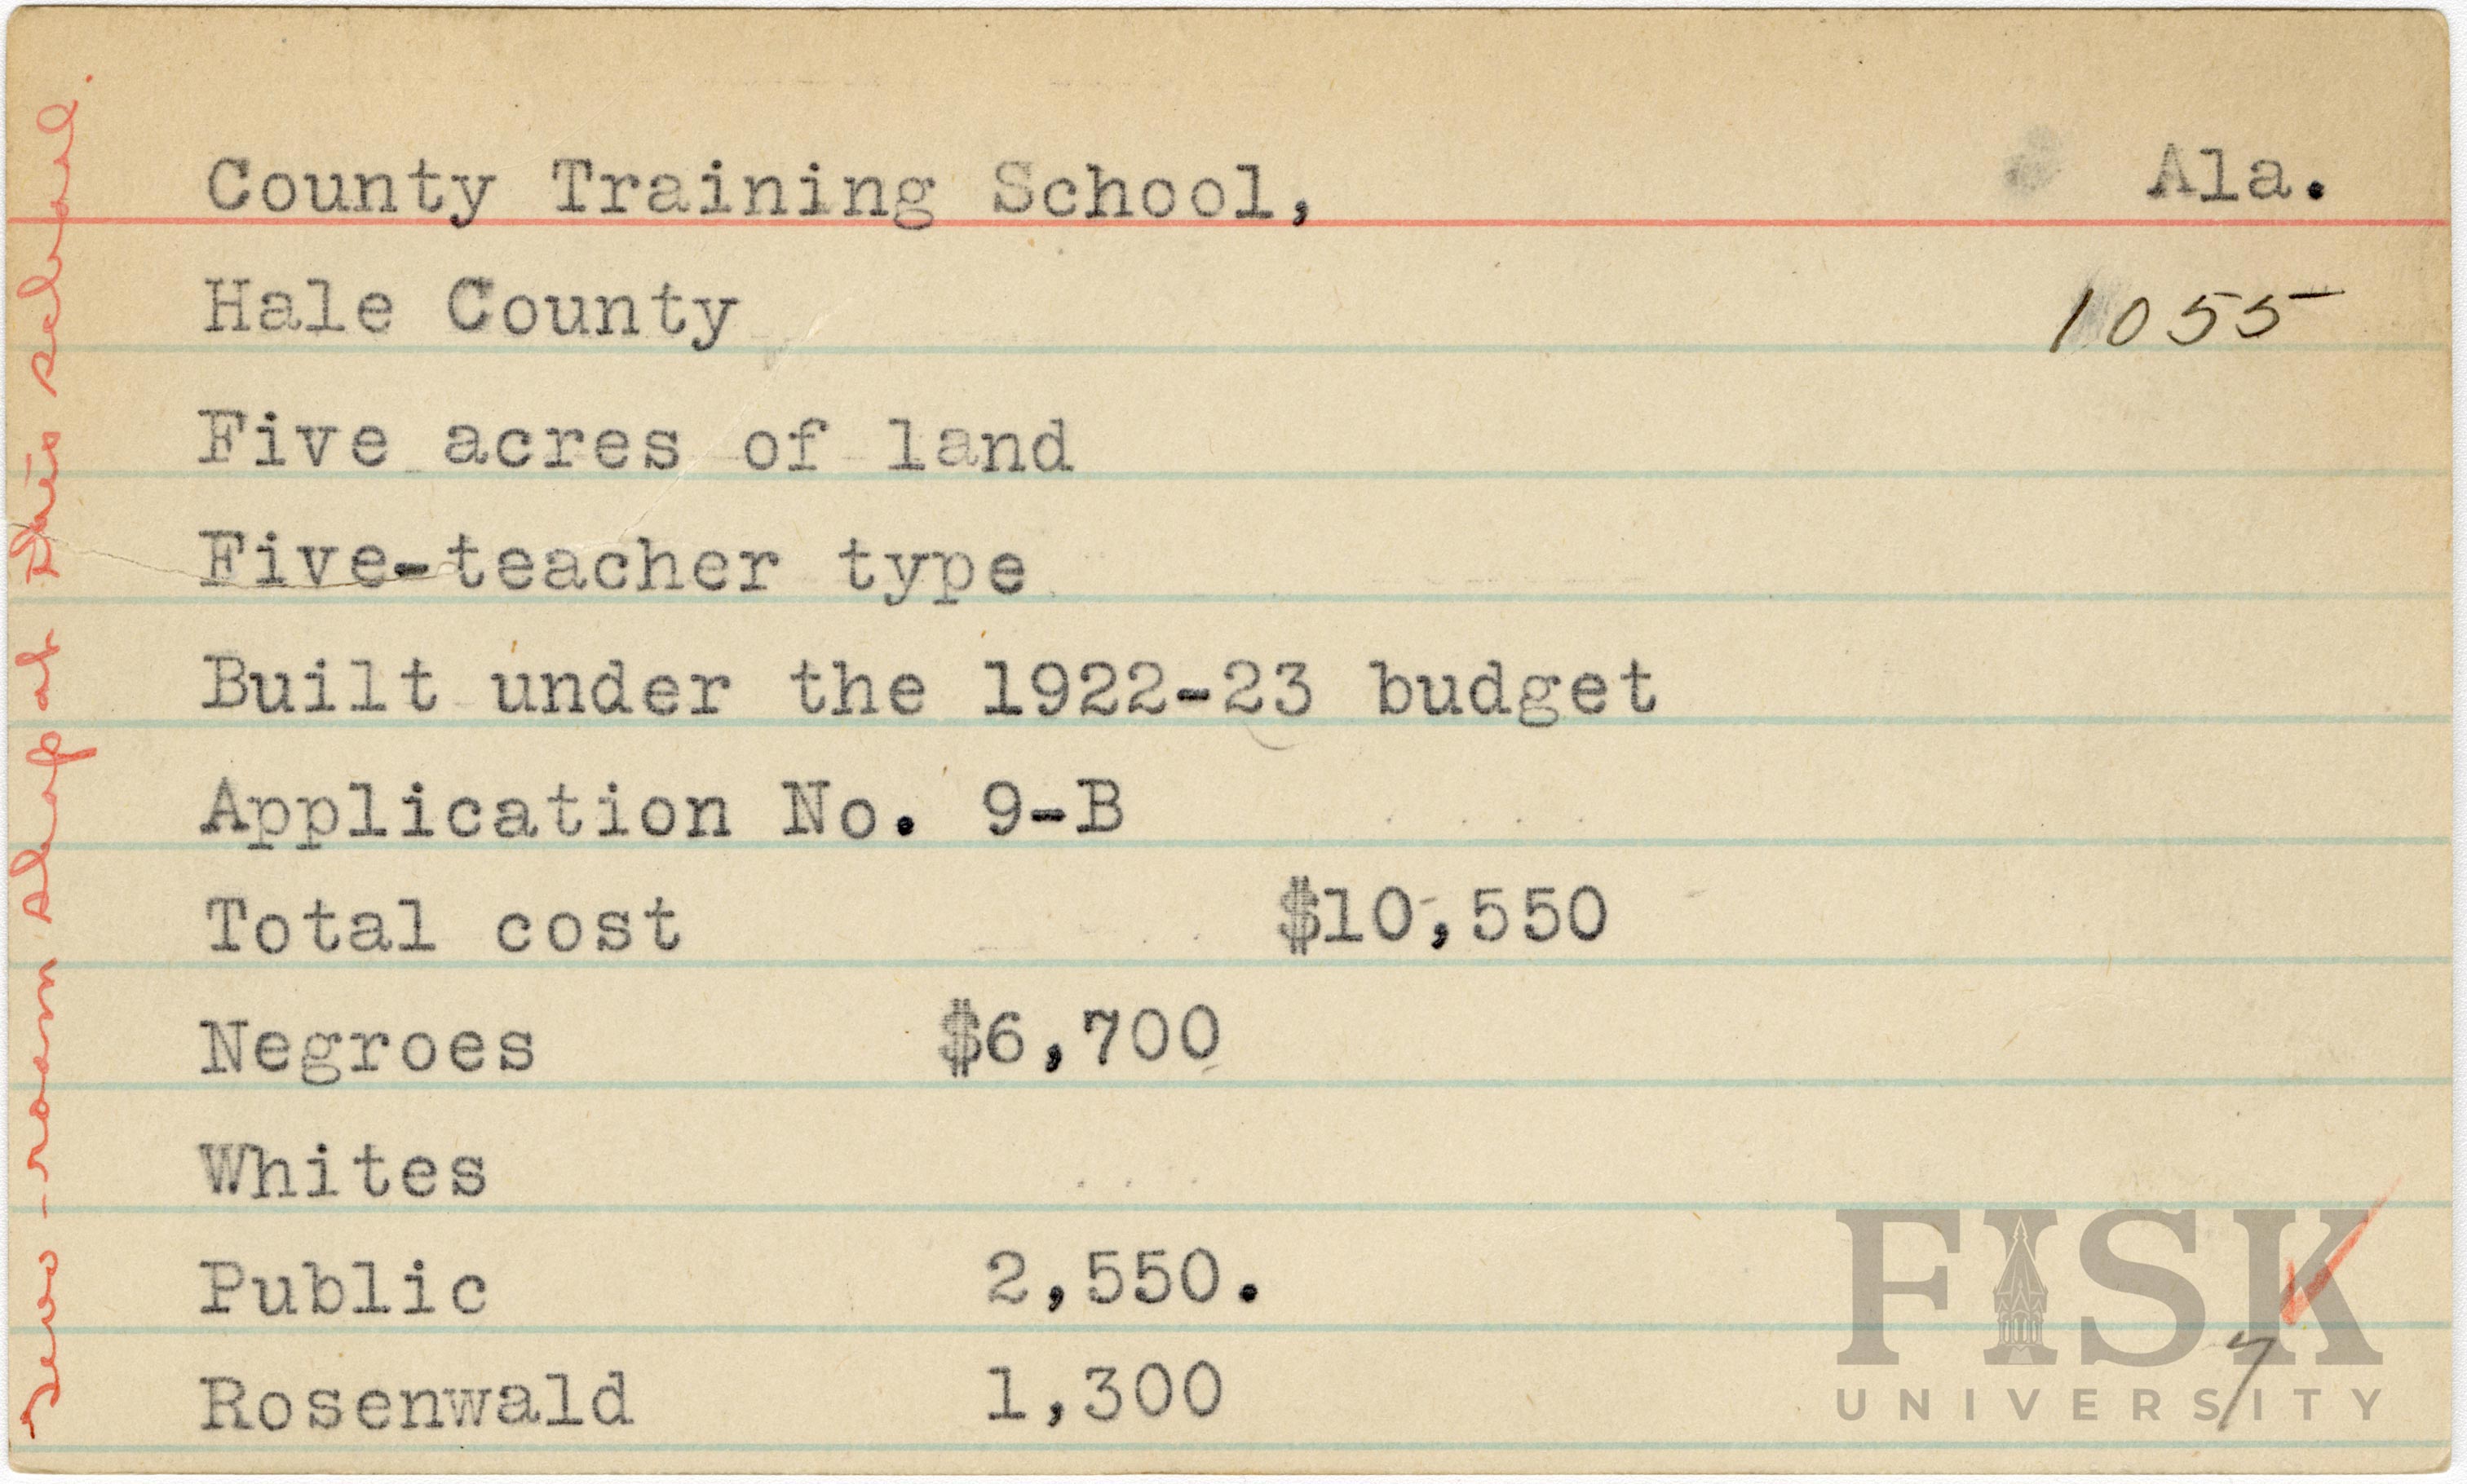 County Training School, Ala.
Hale County 1055
Five acres of land
Five-teacher type
Built under the 1922-23 budget
Application No. 9-B
Total cost $10,550
Negroes $6,700
Whites
Public 2,550.
Rosenwald 1,300
7
Two-room shop at this school.
FISK
UNIVERSITY